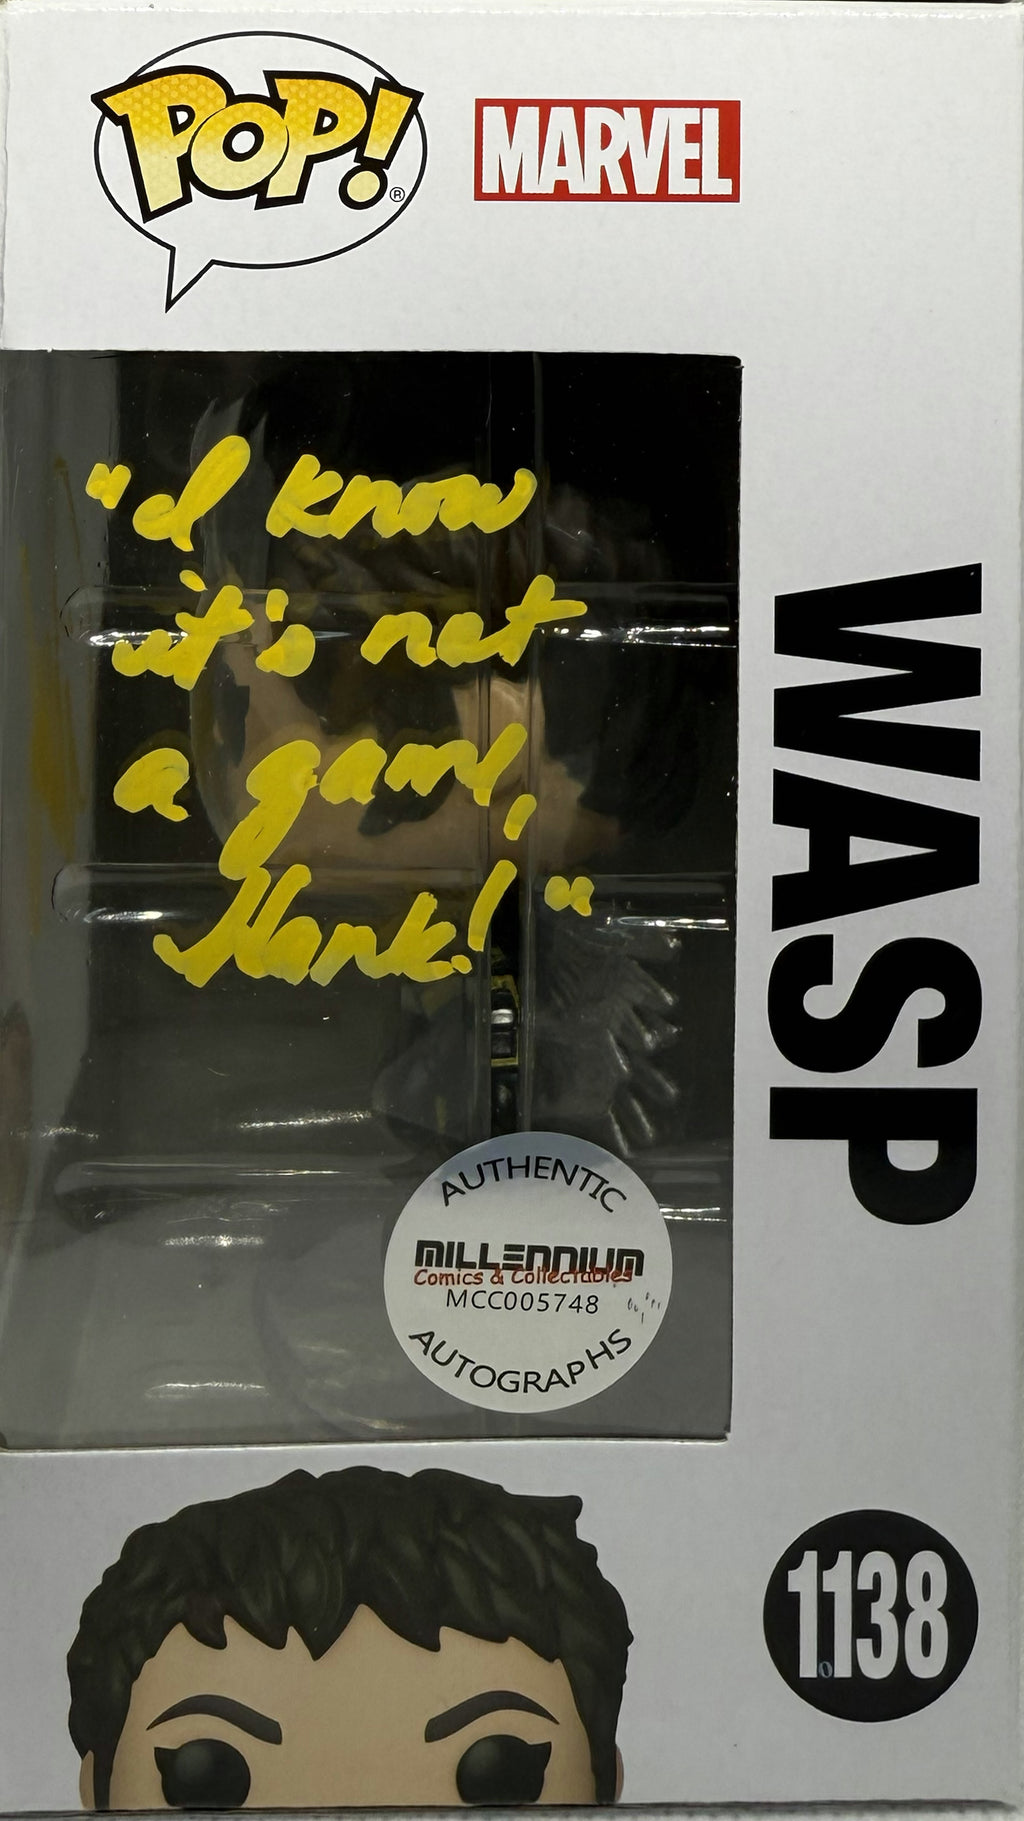 POP!®
MARVEL
"I know
it's not
a game,
Hank!"
WASP
AUTHENTIC
MILLENNIUM
Comics & Collectables
MCC005748
AUTOGRAPHS
1138